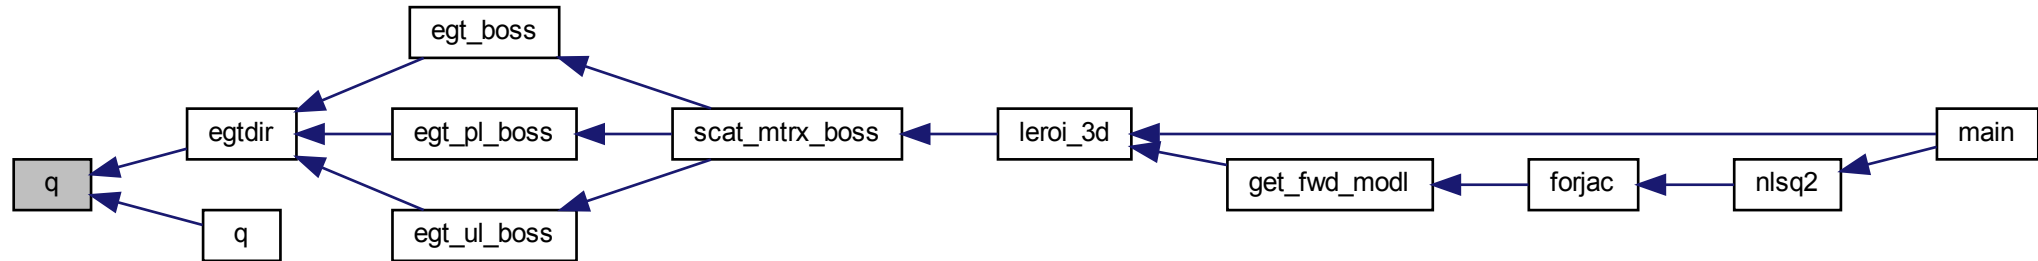 q
egtdir
q
egt_boss
egt_pl_boss
egt_ul_boss
scat_mtrx_boss
leroi_3d
get_fwd_modl
forjac
nlsq2
main